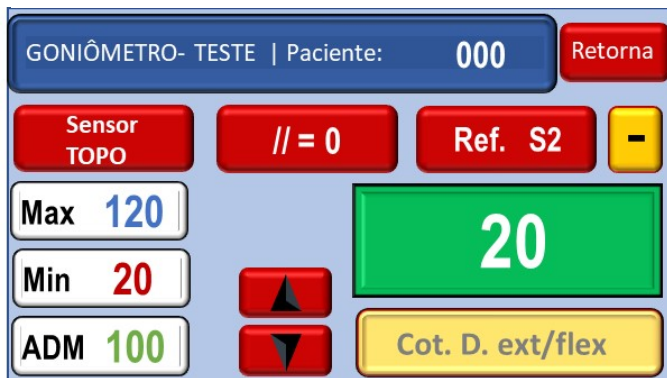 GONIÔMETRO- TESTE | Paciente: 000
Retorna
Sensor
TOPO
// = 0
Ref. S2
-
Max 120
20
Min 20
ADM 100
Cot. D. ext/flex